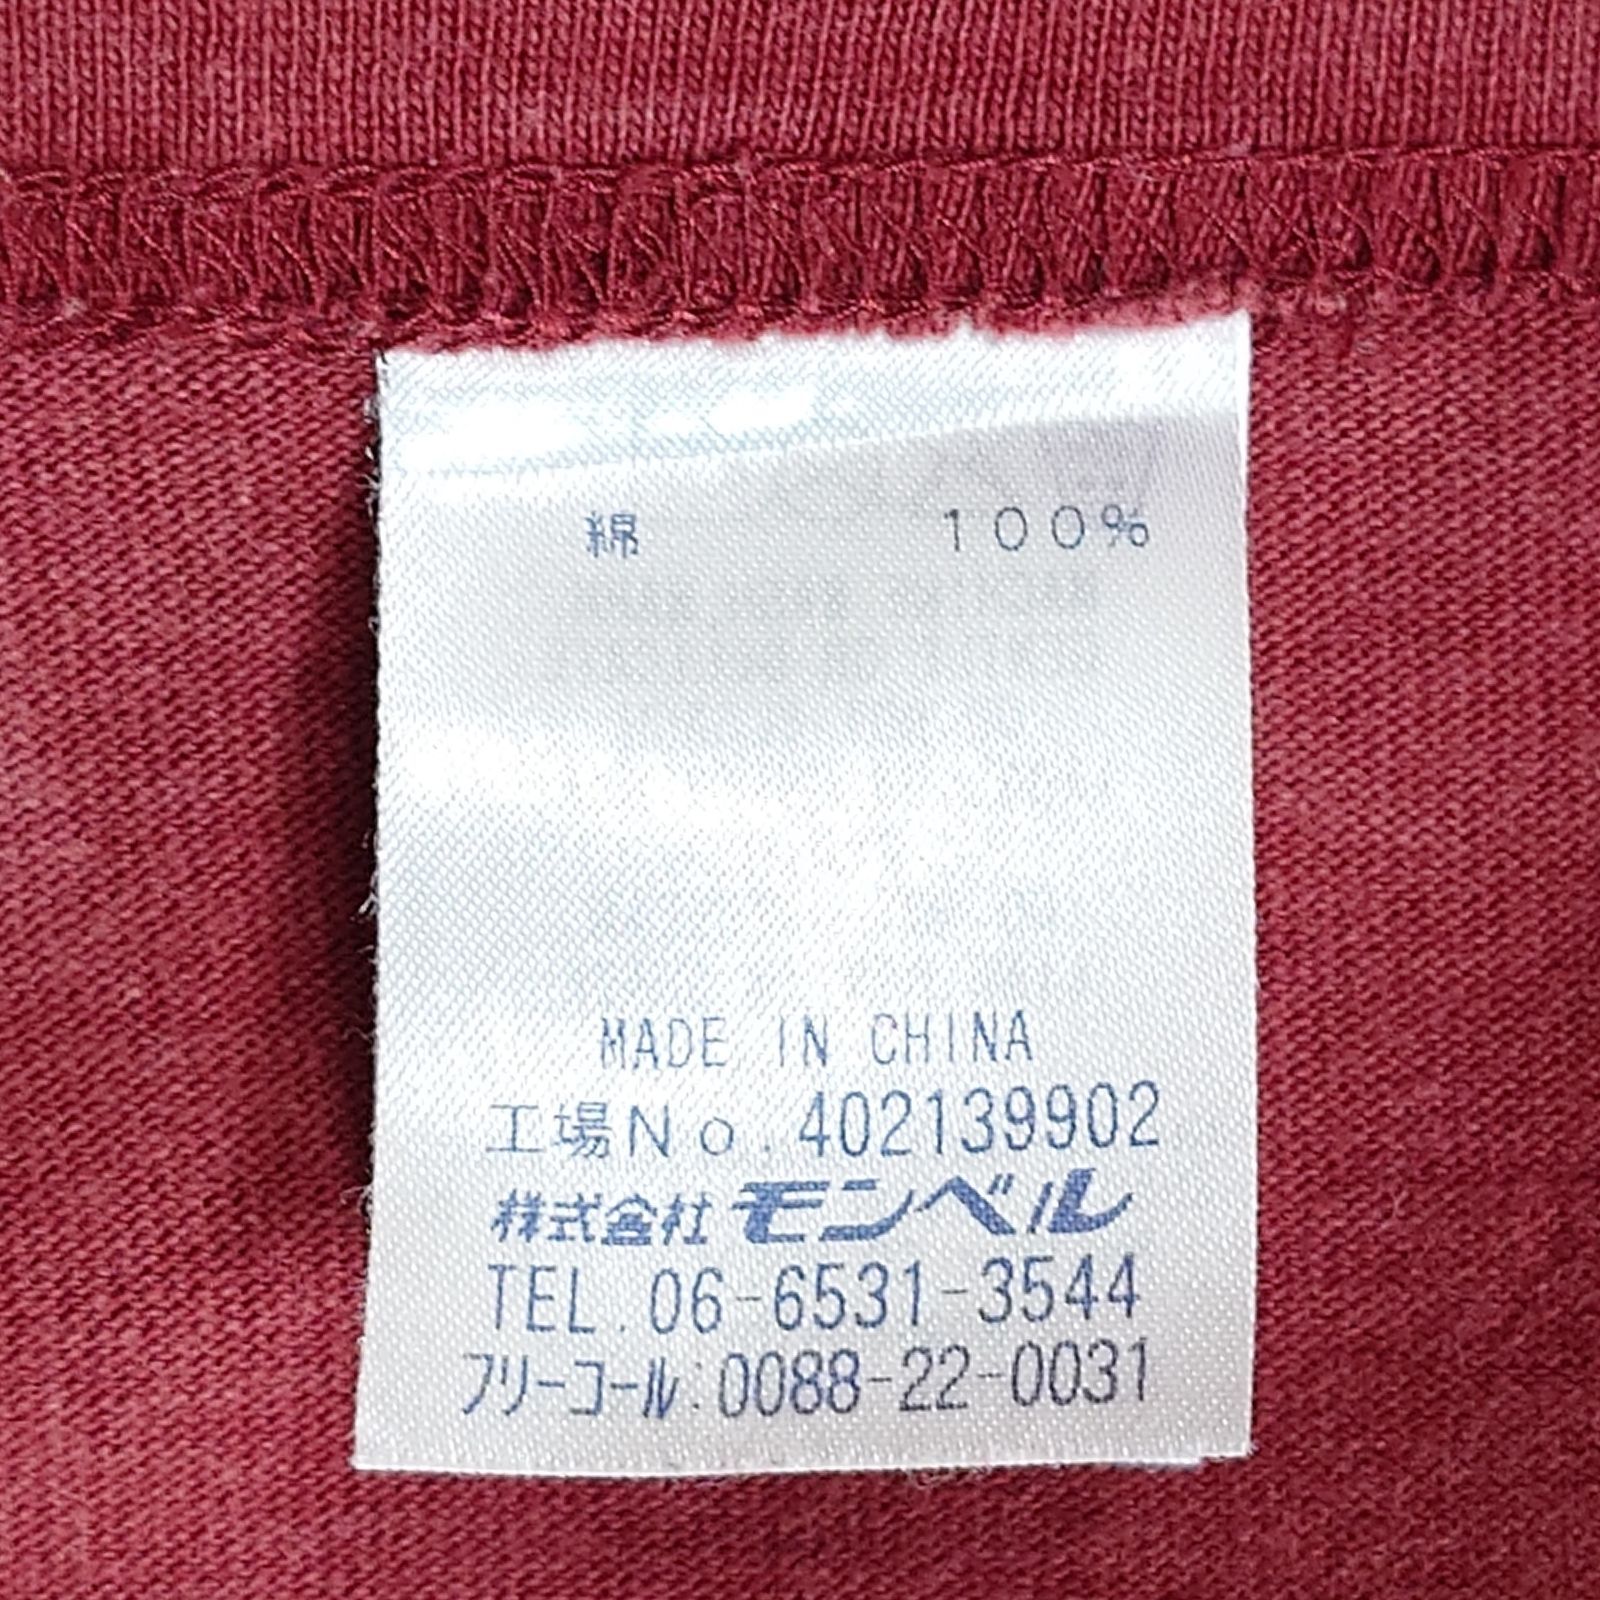 綿 100%
MADE IN CHINA
工場No.402139902
株式会社モンベル
TEL.06-6531-3544
フリーコール:0088-22-0031